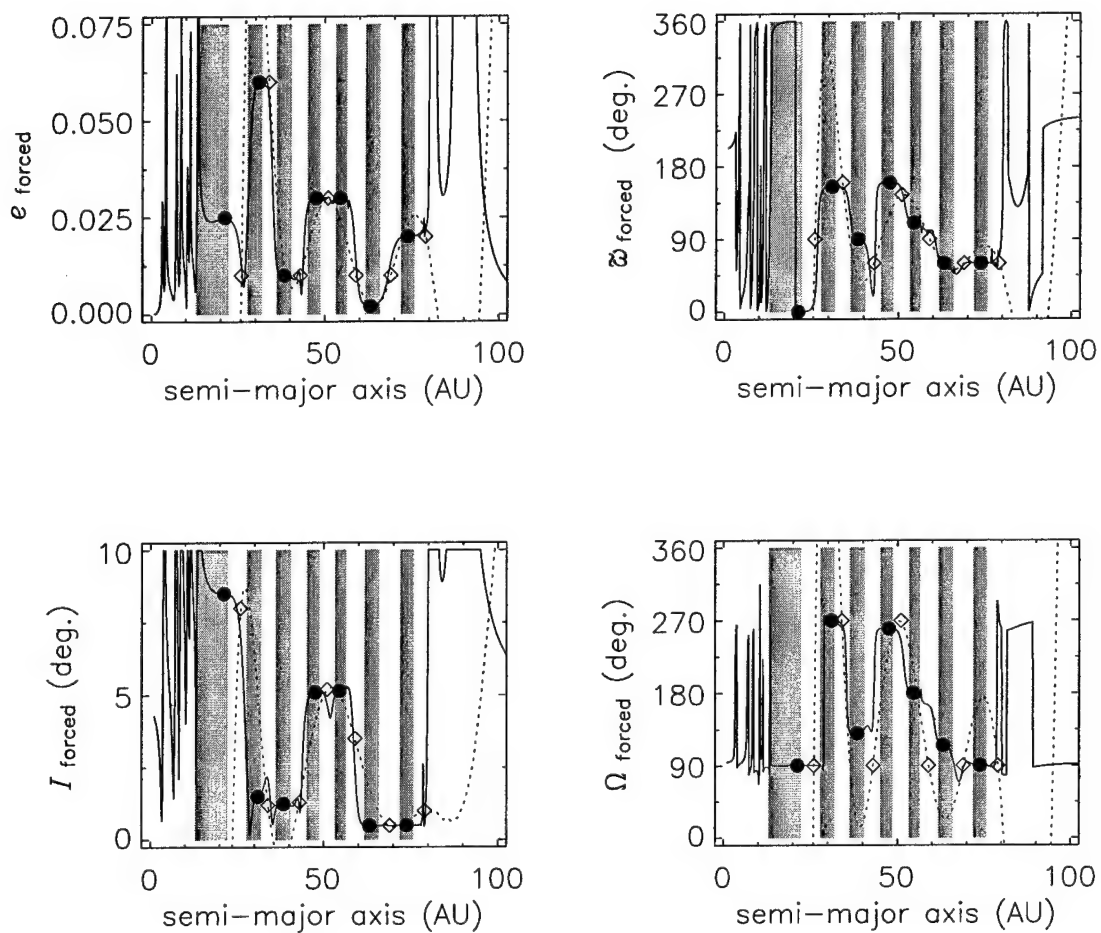 0.075
0.050
0.025
0.000
e forced
0 50 100
semi-major axis (AU)
360
270
180
90
0
ϖ forced (deg.)
0 50 100
semi-major axis (AU)
10
5
0
I forced (deg.)
0 50 100
semi-major axis (AU)
360
270
180
90
0
Ω forced (deg.)
0 50 100
semi-major axis (AU)